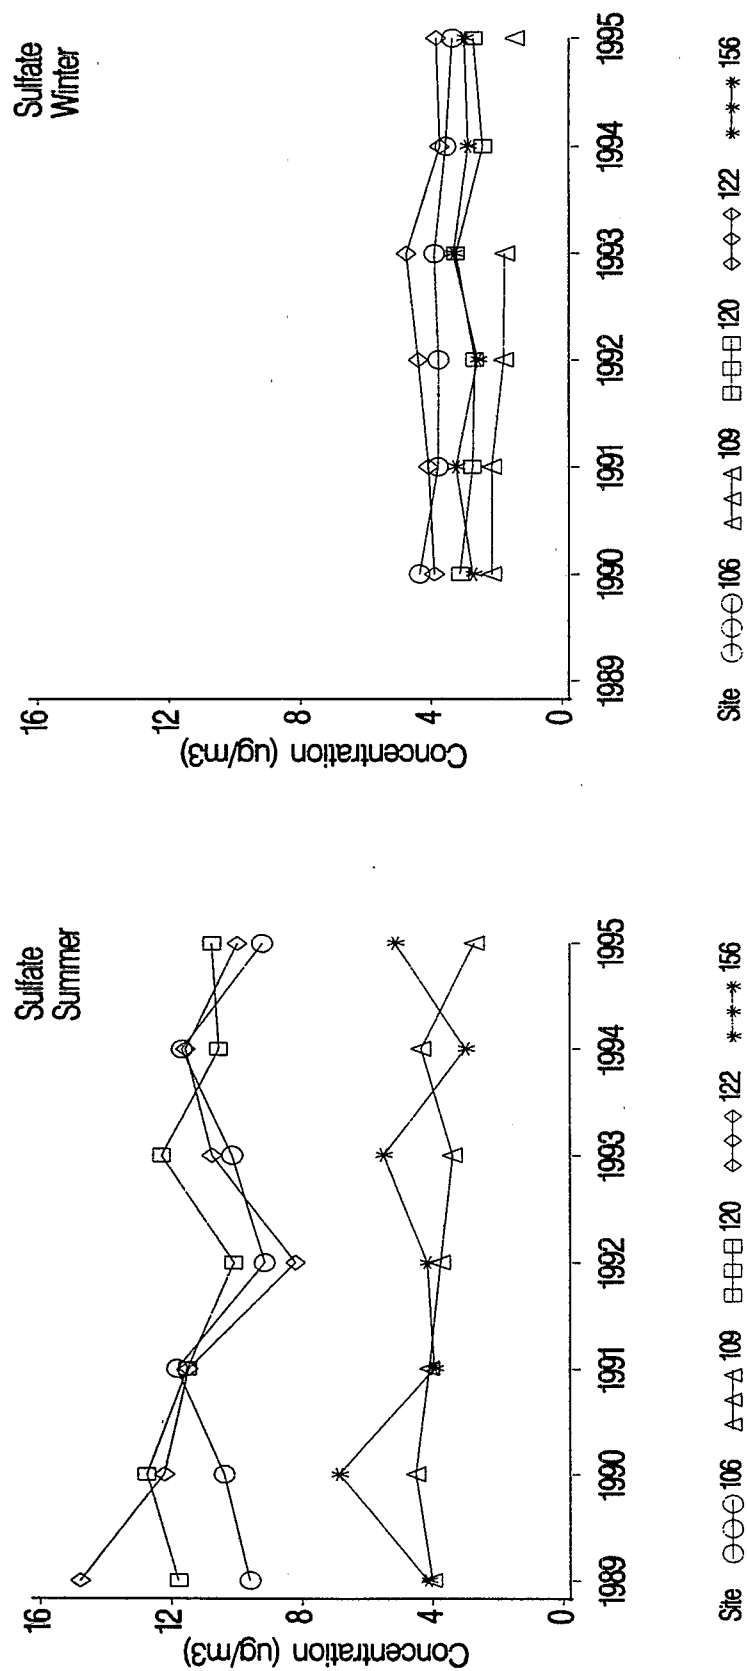 Sulfate
Summer
Concentration (ug/m3)
16
12
8
4
0
1989 1990 1991 1992 1993 1994 1995
Site 106 109 120 122 156
Sulfate
Winter
Concentration (ug/m3)
16
12
8
4
0
1989 1990 1991 1992 1993 1994 1995
Site 106 109 120 122 156